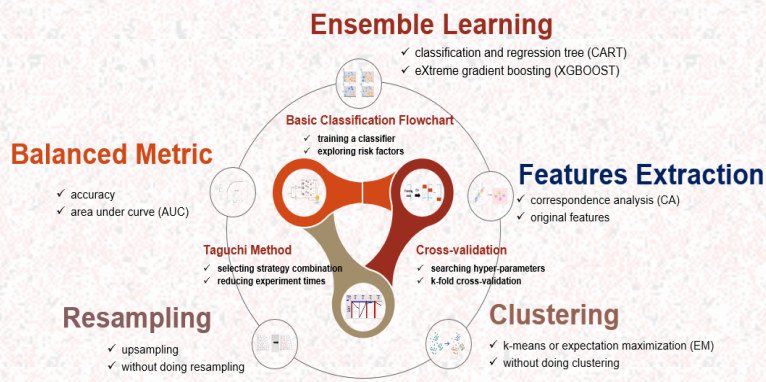 Ensemble Learning
✓ classification and regression tree (CART)
✓ eXtreme gradient boosting (XGBOOST)
Basic Classification Flowchart
✓ training a classifier
✓ exploring risk factors
Balanced Metric
✓ accuracy
✓ area under curve (AUC)
Features Extraction
✓ correspondence analysis (CA)
✓ original features
Taguchi Method
✓ selecting strategy combination
✓ reducing experiment times
Cross-validation
✓ searching hyper-parameters
✓ k-fold cross-validation
Resampling
✓ upsampling
✓ without doing resampling
Clustering
✓ k-means or expectation maximization (EM)
✓ without doing clustering